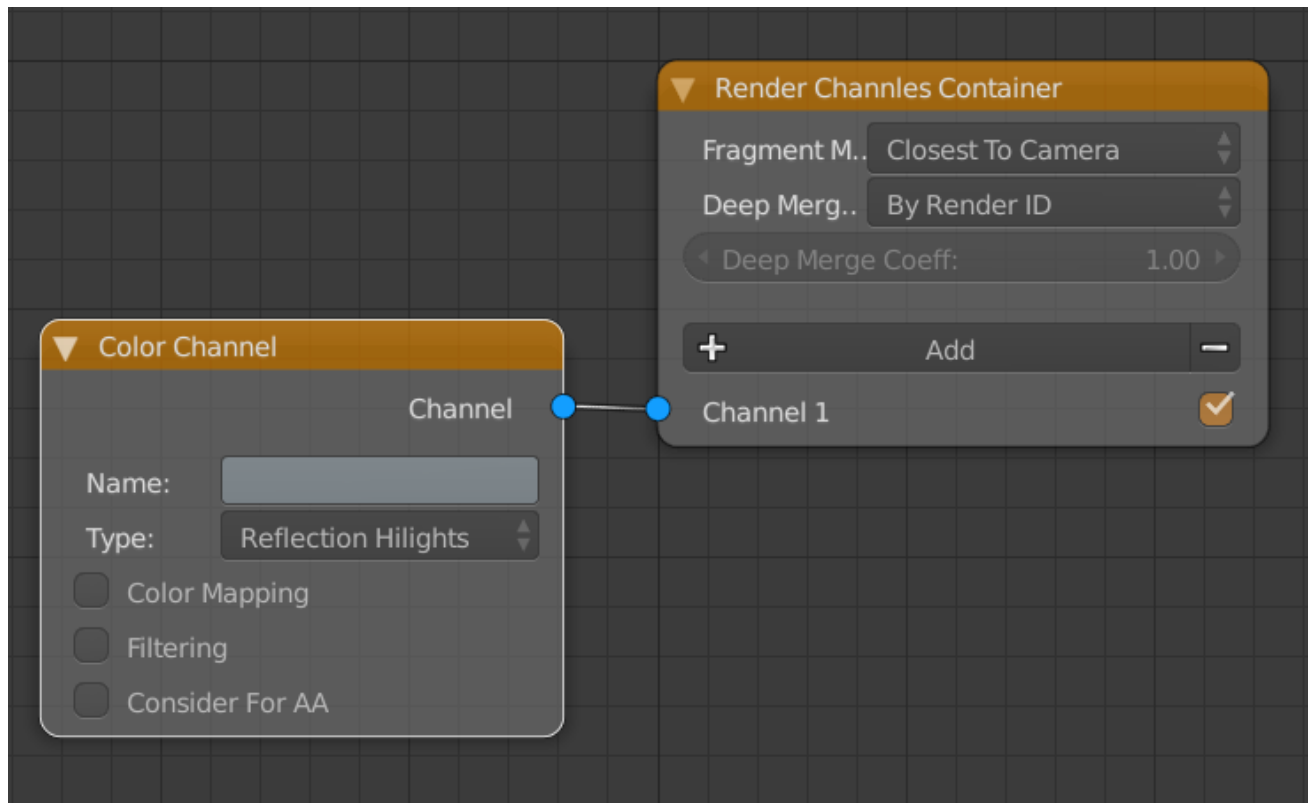 Render Channles Container
Fragment M.. Closest To Camera
Deep Merg.. By Render ID
Deep Merge Coeff: 1.00
Add
Channel 1
Color Channel
Channel
Name:
Type: Reflection Hilights
Color Mapping
Filtering
Consider For AA